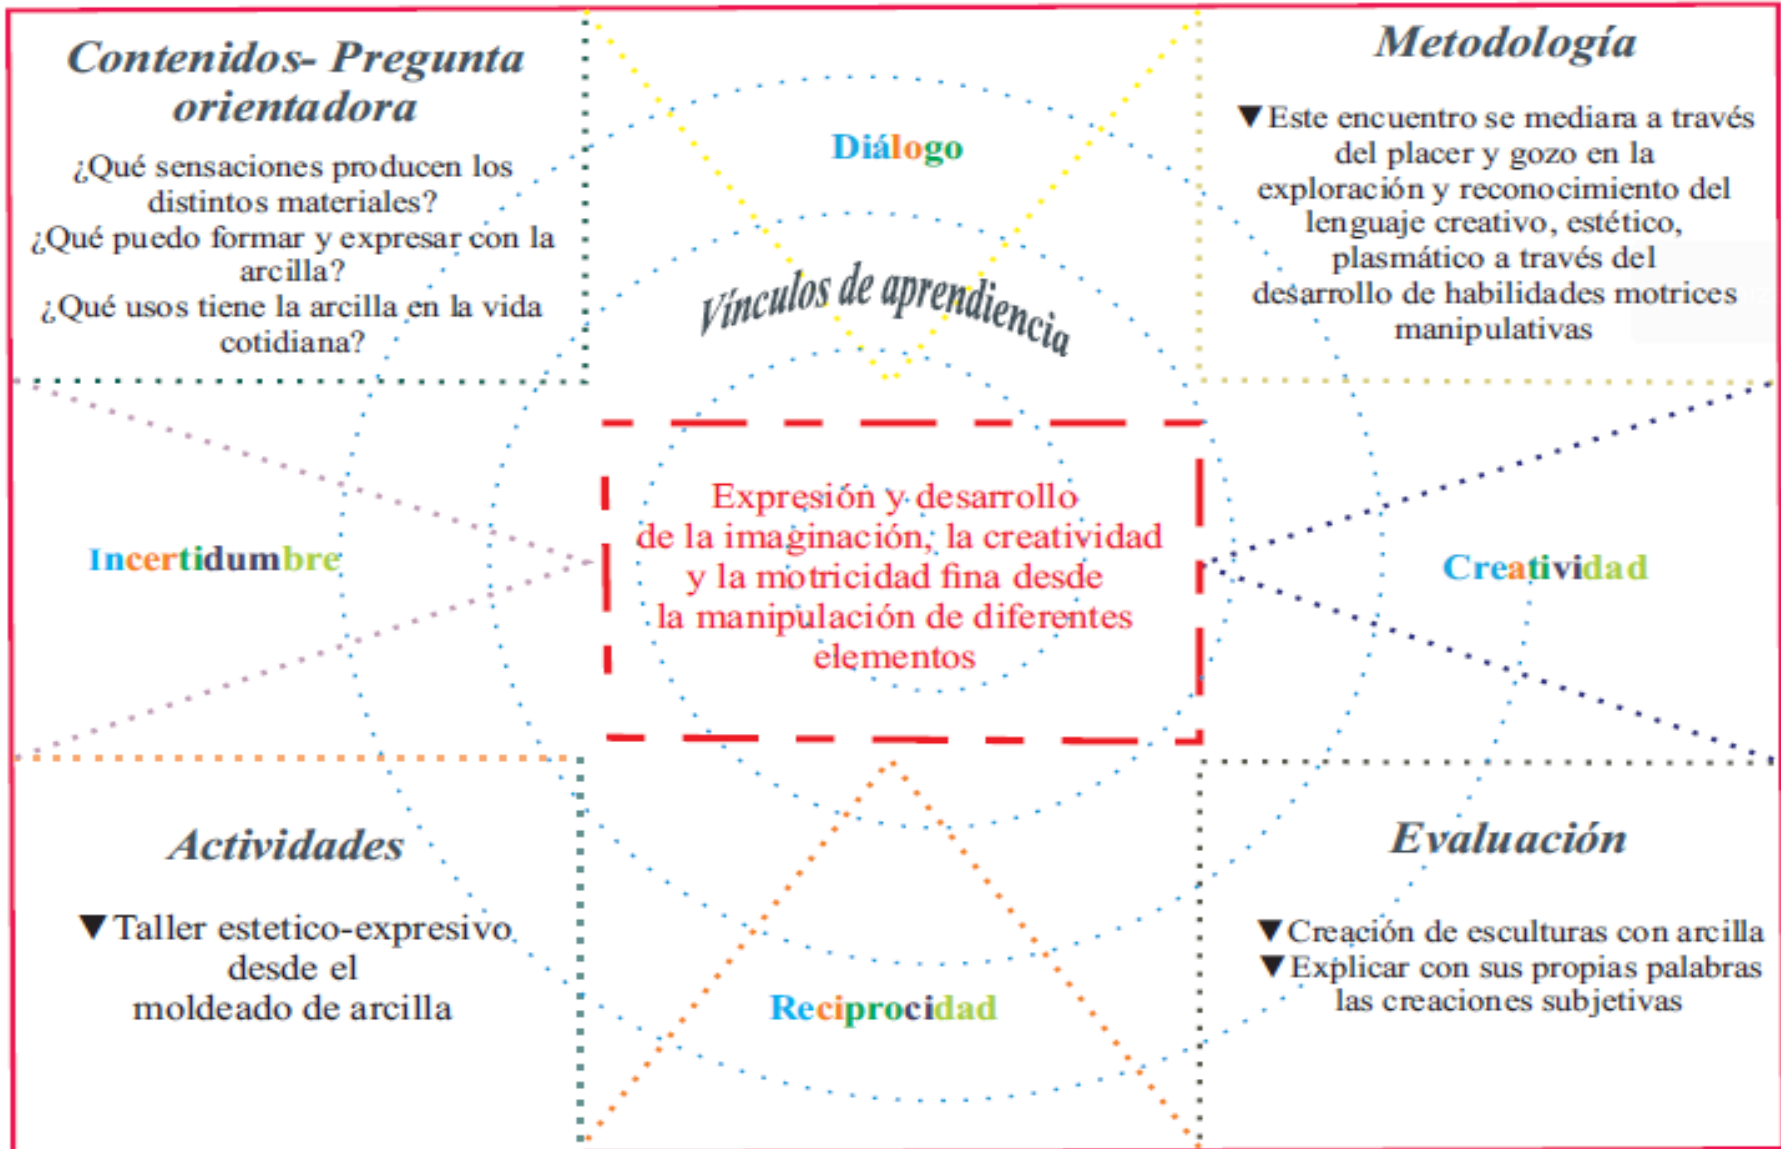 Contenidos- Pregunta
orientadora
¿Qué sensaciones producen los
distintos materiales?
¿Qué puedo formar y expresar con la
arcilla?
¿Qué usos tiene la arcilla en la vida
cotidiana?
Diálogo
Vínculos de aprendiencia
Metodología
▼Este encuentro se mediara a través
del placer y gozo en la
exploración y reconocimiento del
lenguaje creativo, estético,
plasmático a través del
desarrollo de habilidades motrices
manipulativas
Incertidumbre
Expresión y desarrollo
de la imaginación, la creatividad
y la motricidad fina desde
la manipulación de diferentes
elementos
Creatividad
Actividades
▼Taller estetico-expresivo
desde el
moldeado de arcilla
Reciprocidad
Evaluación
▼Creación de esculturas con arcilla
▼Explicar con sus propias palabras
las creaciones subjetivas